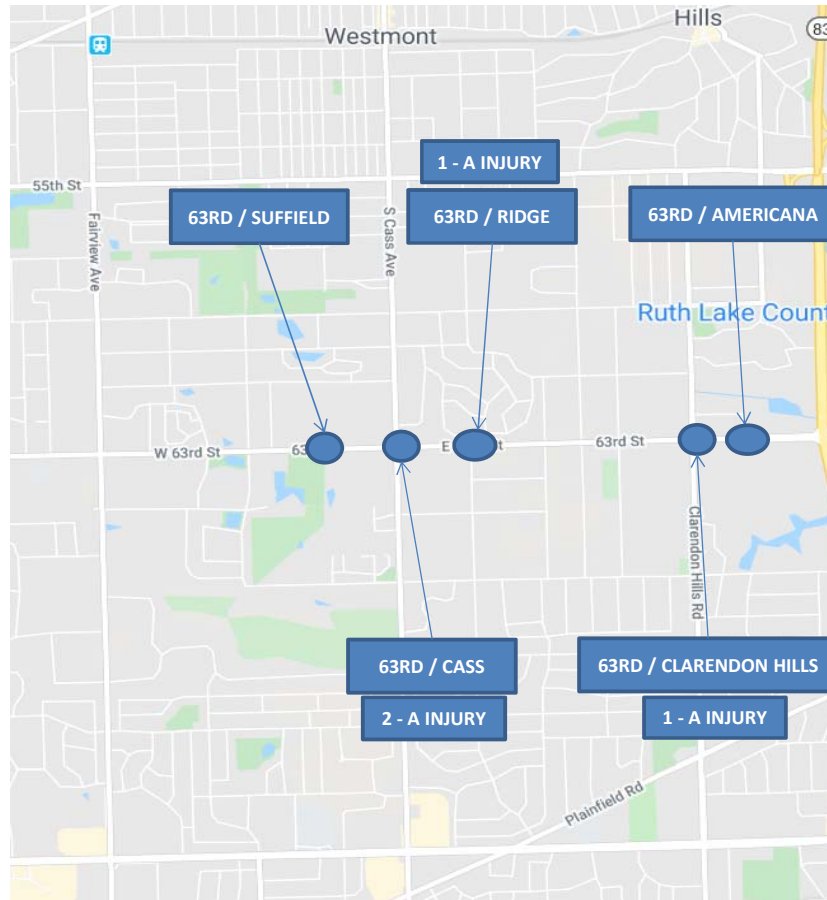 Hills
83
Westmont
1 - A INJURY
55th St
63RD / SUFFIELD
63RD / RIDGE
63RD / AMERICANA
Fairview Ave
S Cass Ave
Ruth Lake Count
W 63rd St
63
E
t
63rd St
Clarendon Hills Rd
63RD / CASS
63RD / CLARENDON HILLS
2 - A INJURY
1 - A INJURY
Plainfield Rd